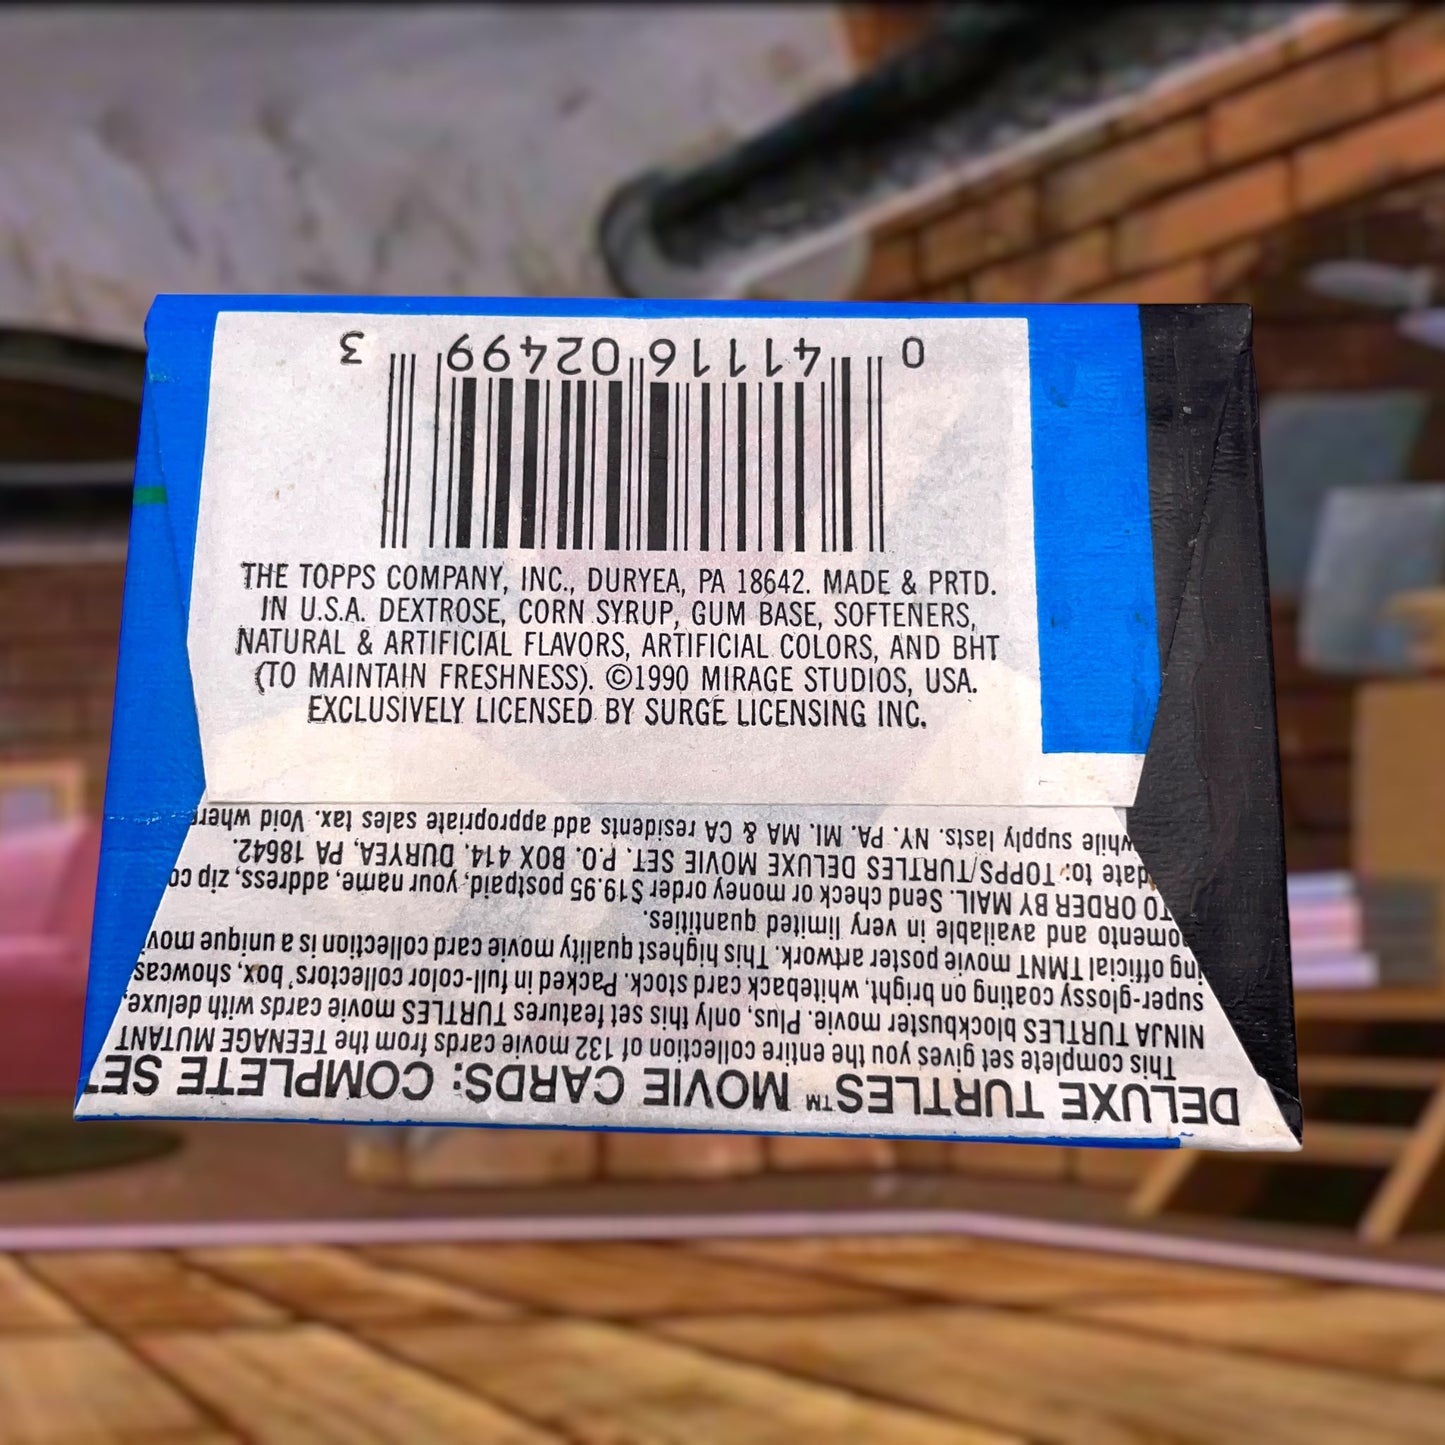 0 41116 02499 3
THE TOPPS COMPANY, INC., DURYEA, PA 18642. MADE & PRTD.
IN U.S.A. DEXTROSE, CORN SYRUP, GUM BASE, SOFTENERS,
NATURAL & ARTIFICIAL FLAVORS, ARTIFICIAL COLORS, AND BHT
(TO MAINTAIN FRESHNESS). ©1990 MIRAGE STUDIOS, USA.
EXCLUSIVELY LICENSED BY SURGE LICENSING INC.
DELUXE TURTLES™ MOVIE CARDS: COMPLETE SET
This complete set gives you the entire collection of 132 movie cards from the TEENAGE MUTANT
NINJA TURTLES blockbuster movie. Plus, only this set features TURTLES movie cards with deluxe,
super-glossy coating on bright, whiteback card stock. Packed in full-color collectors' box, showcas
ing official TMNT movie poster artwork. This highest quality movie card collection is a unique movi
momento and available in very limited quantities.
TO ORDER BY MAIL. Send check or money order $19.95 postpaid, your name, address, zip co
date to: TOPPS/TURTLES DELUXE MOVIE SET, P.O. BOX 414, DURYEA, PA 18642.
while supply lasts. NY. PA. MI. MA & CA residents add appropriate sales tax. Void where